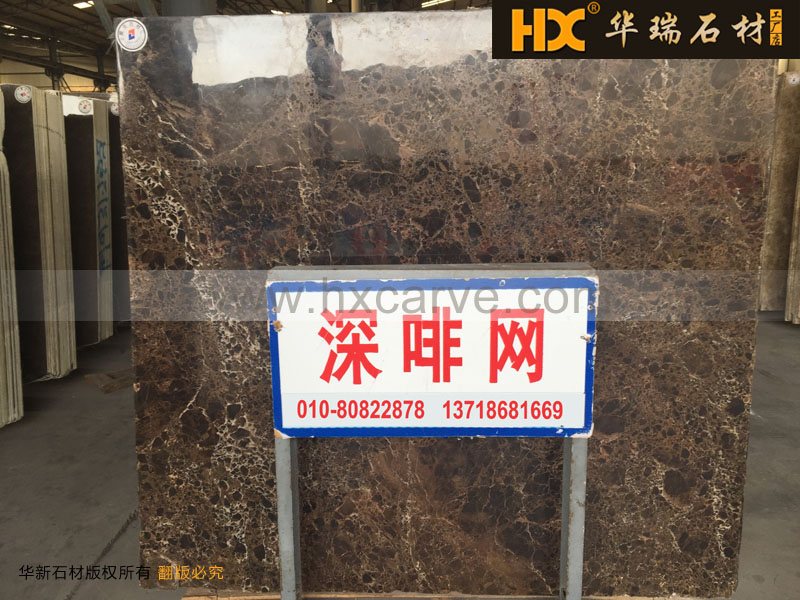 HX® 华瑞石材 工厂店
www.hxcarve.com
深啡网
010-80822878 13718681669
华新石材版权所有 翻版必究